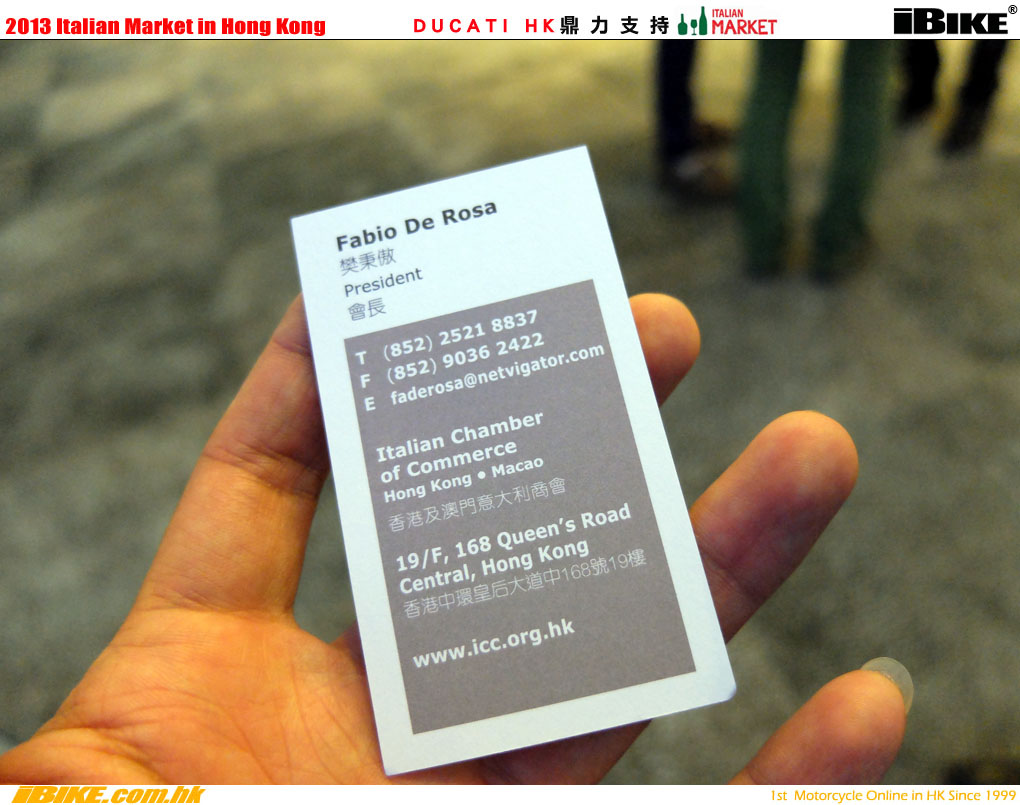 2013 Italian Market in Hong Kong
DUCATI HK鼎力支持
ITALIAN
MARKET
iBIKE®
Fabio De Rosa
樊秉傲
President
會長
T (852) 2521 8837
F (852) 9036 2422
E faderosa@netvigator.com
Italian Chamber
of Commerce
Hong Kong • Macao
香港及澳門意大利商會
19/F, 168 Queen's Road
Central, Hong Kong
香港中環皇后大道中168號19樓
www.icc.org.hk
iBIKE.com.hk
1st Motorcycle Online in HK Since 1999